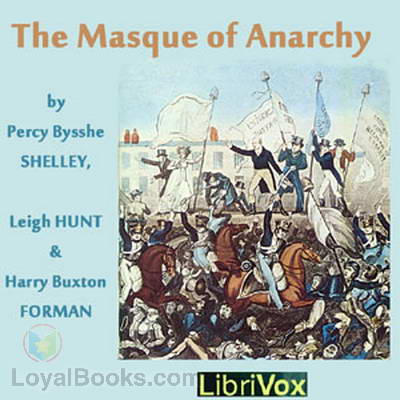 The Masque of Anarchy
by
Percy Bysshe
SHELLEY,
Leigh HUNT
&
Harry Buxton
FORMAN
LoyalBooks.com
LibriVox